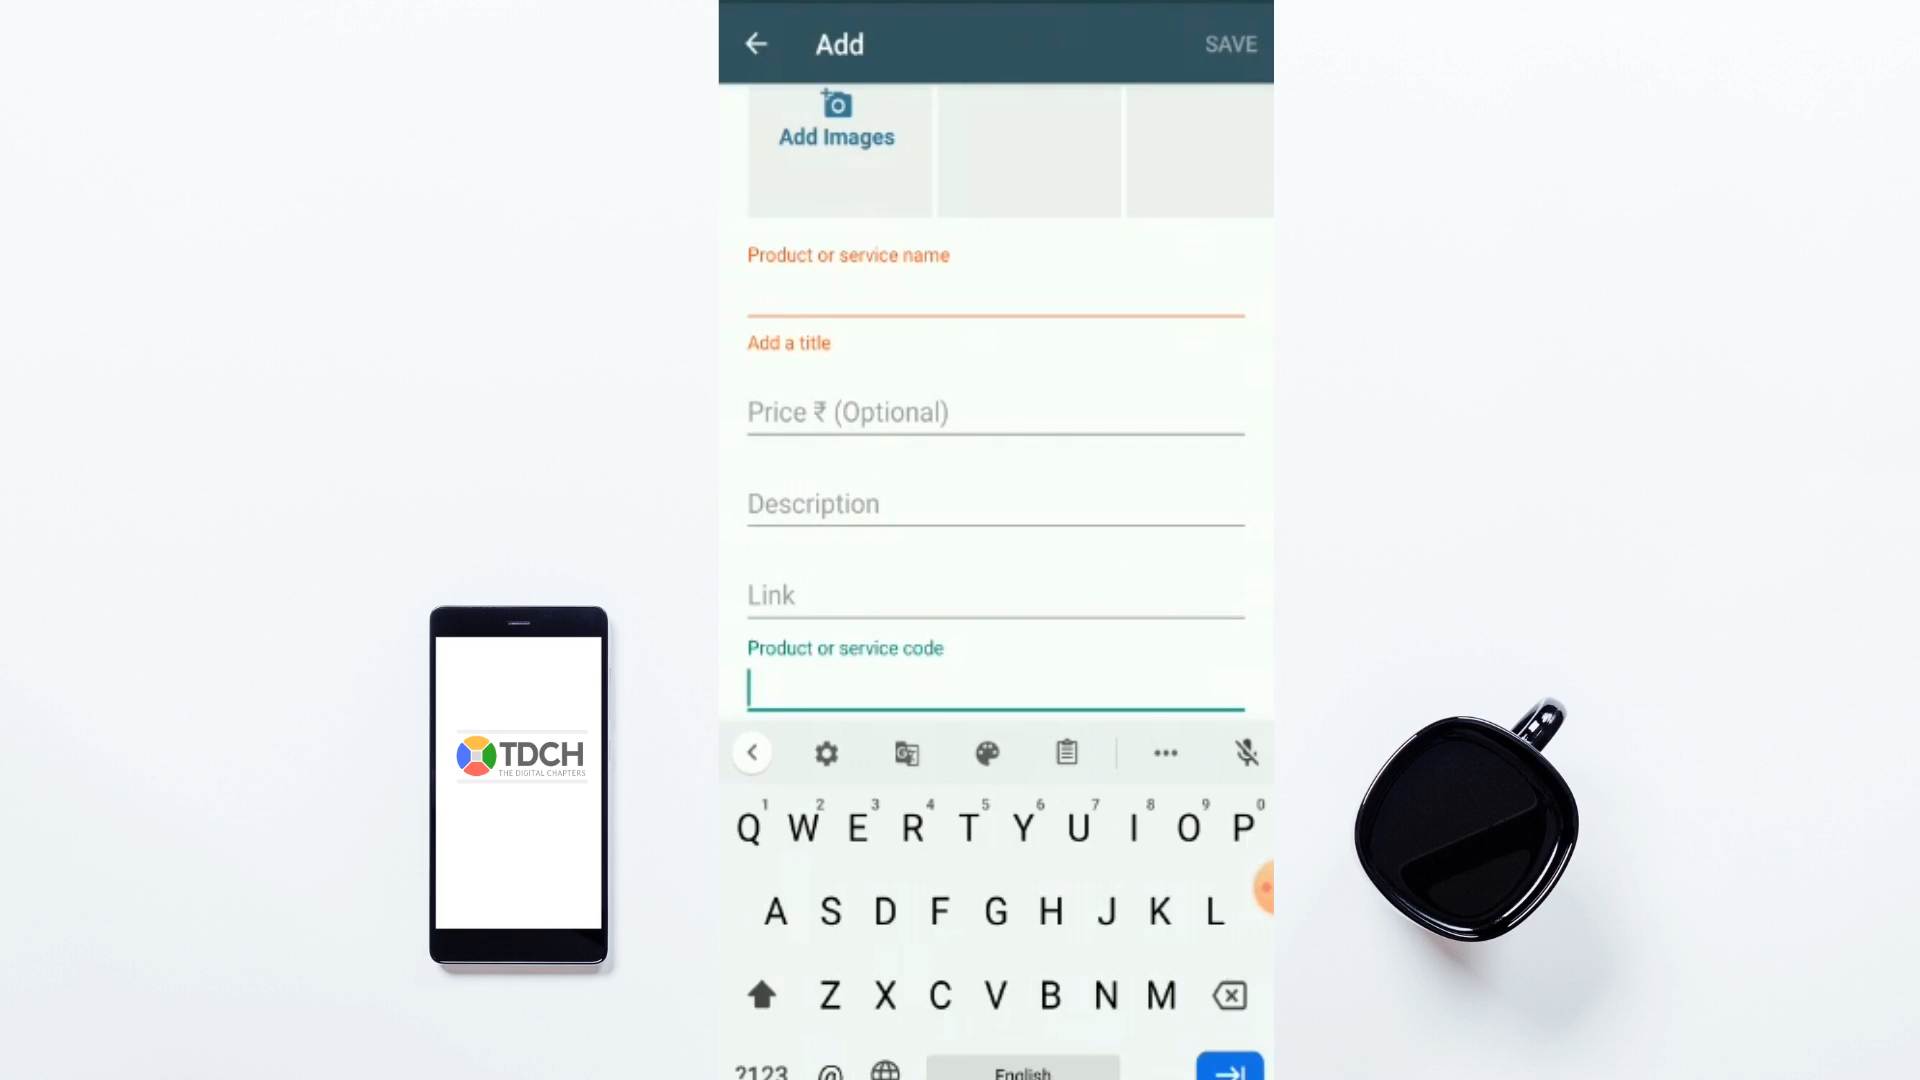 Add
SAVE
Add Images
Product or service name
Add a title
Price ₹ (Optional)
Description
Link
Product or service code
TDCH
THE DIGITAL CHAPTERS
1 2 3 4 5 6 7 8 9 0
Q W E R T Y U I O P
A S D F G H J K L
Z X C V B N M
?123 @ English